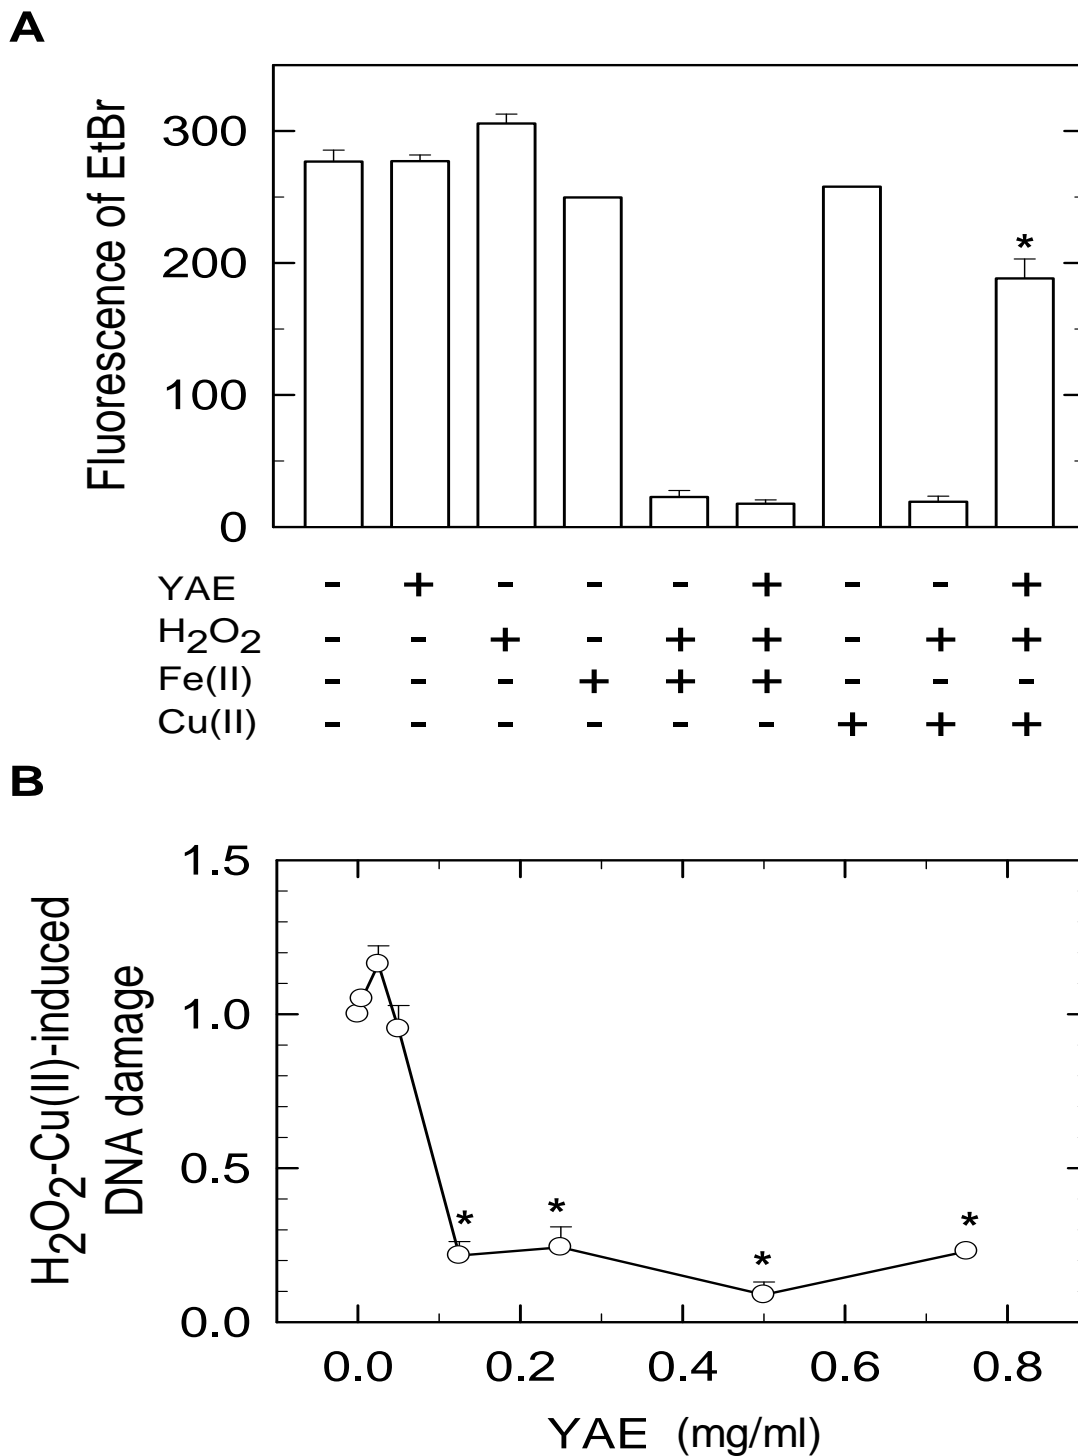 A
Fluorescence of EtBr
300
200
100
0
*
YAE - + - - - + - - +
H2O2 - - + - + + - + +
Fe(II) - - - + + + - - -
Cu(II) - - - - - - + + +
B
H2O2-Cu(II)-induced
DNA damage
1.5
1.0
0.5
0.0
* * * *
0.0 0.2 0.4 0.6 0.8
YAE (mg/ml)